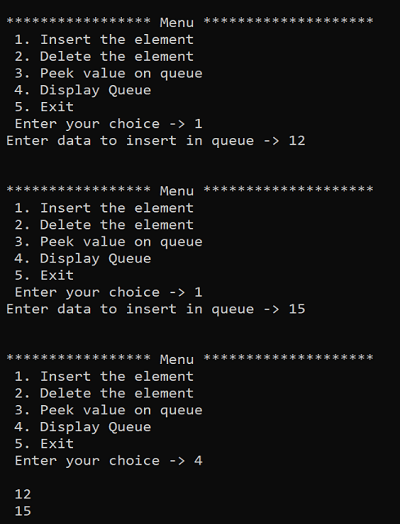 ***************** Menu ********************
1. Insert the element
2. Delete the element
3. Peek value on queue
4. Display Queue
5. Exit
Enter your choice -> 1
Enter data to insert in queue -> 12
***************** Menu ********************
1. Insert the element
2. Delete the element
3. Peek value on queue
4. Display Queue
5. Exit
Enter your choice -> 1
Enter data to insert in queue -> 15
***************** Menu ********************
1. Insert the element
2. Delete the element
3. Peek value on queue
4. Display Queue
5. Exit
Enter your choice -> 4
12
15